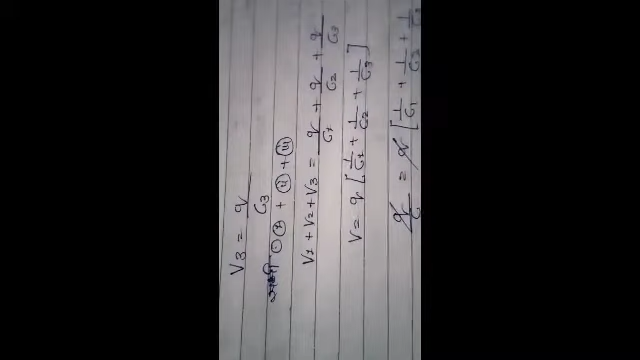 V3 = q/C3
① + ② + ③
V1 + V2 + V3 = q/C1 + q/C2 + q/C3
V = q [1/C1 + 1/C2 + 1/C3]
q/C = q [1/C1 + 1/C2 + 1/C3